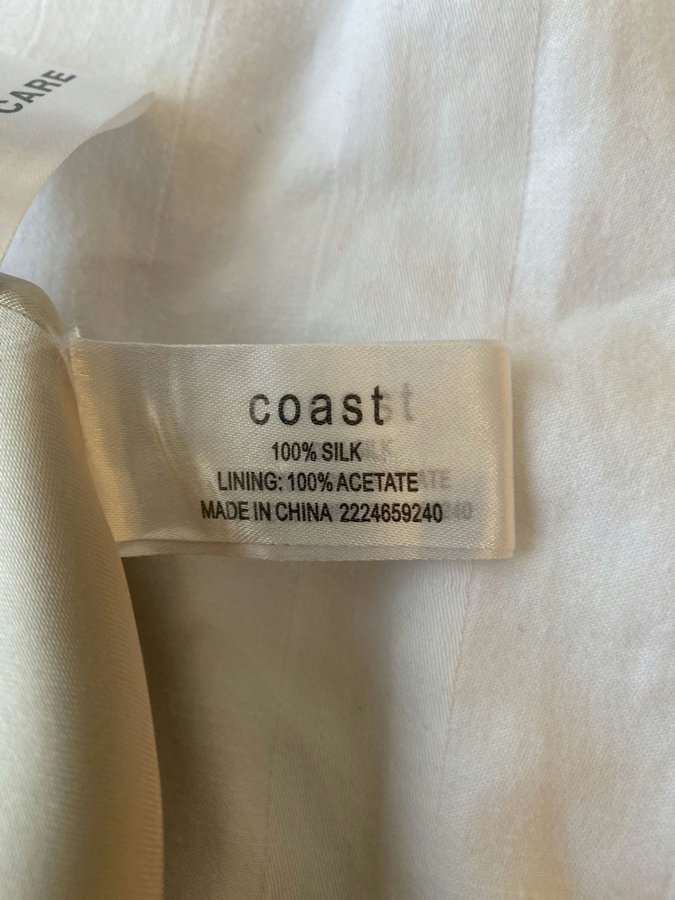 CARE
coast
100% SILK
LINING: 100% ACETATE
MADE IN CHINA 2224659240